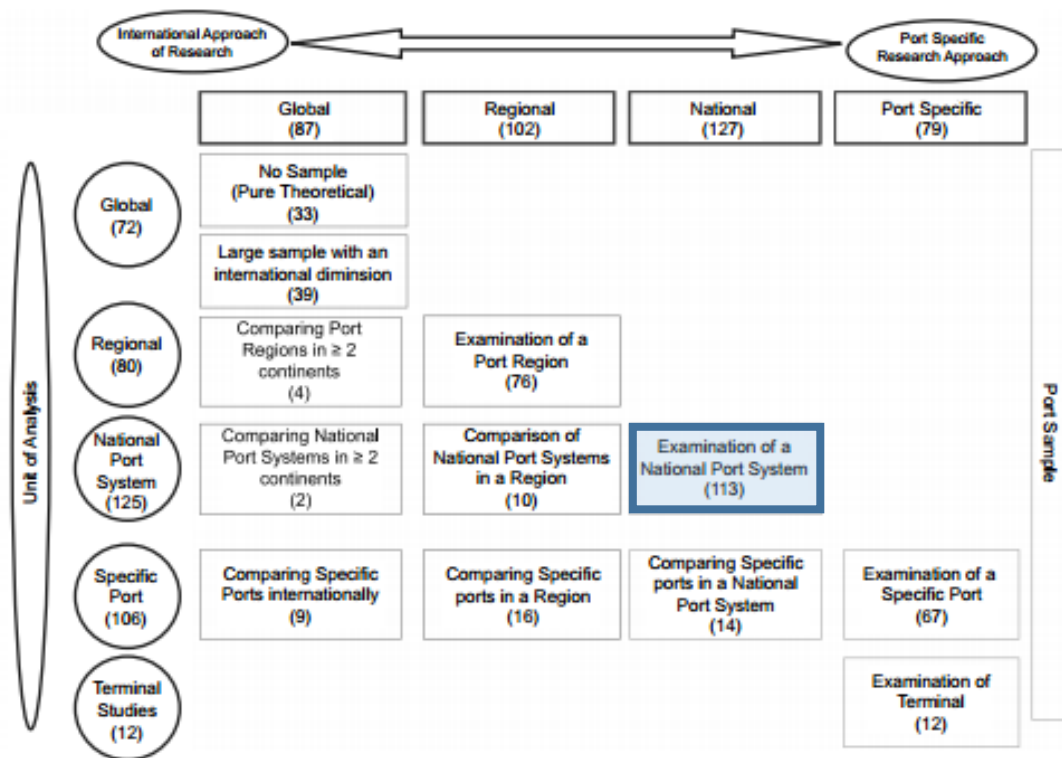 International Approach
of Research
Port Specific
Research Approach
Global
(87)
Regional
(102)
National
(127)
Port Specific
(79)
Unit of Analysis
Port Sample
Global
(72)
No Sample
(Pure Theoretical)
(33)
Large sample with an
international diminsion
(39)
Regional
(80)
Comparing Port
Regions in ≥ 2
continents
(4)
Examination of a
Port Region
(76)
National
Port
System
(125)
Comparing National
Port Systems in ≥ 2
continents
(2)
Comparison of
National Port Systems
in a Region
(10)
Examination of a
National Port System
(113)
Specific
Port
(106)
Comparing Specific
Ports internationally
(9)
Comparing Specific
ports in a Region
(16)
Comparing Specific
ports in a National
Port System
(14)
Examination of a
Specific Port
(67)
Terminal
Studies
(12)
Examination of
Terminal
(12)